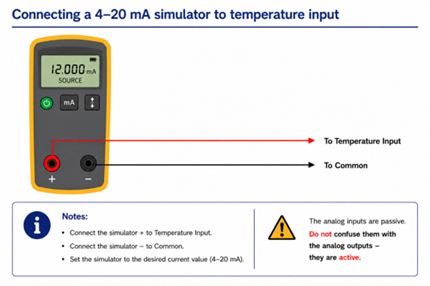 Connecting a 4–20 mA simulator to temperature input
12.000 mA
SOURCE
mA
To Temperature Input
To Common
+
–
i
Notes:
• Connect the simulator + to Temperature Input.
• Connect the simulator – to Common.
• Set the simulator to the desired current value (4–20 mA).
!
The analog inputs are passive.
Do not confuse them with
the analog outputs –
they are active.